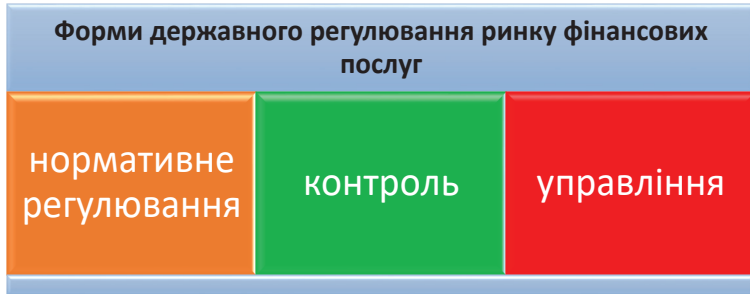 Форми державного регулювання ринку фінансових
послуг
нормативне
регулювання
контроль
управління